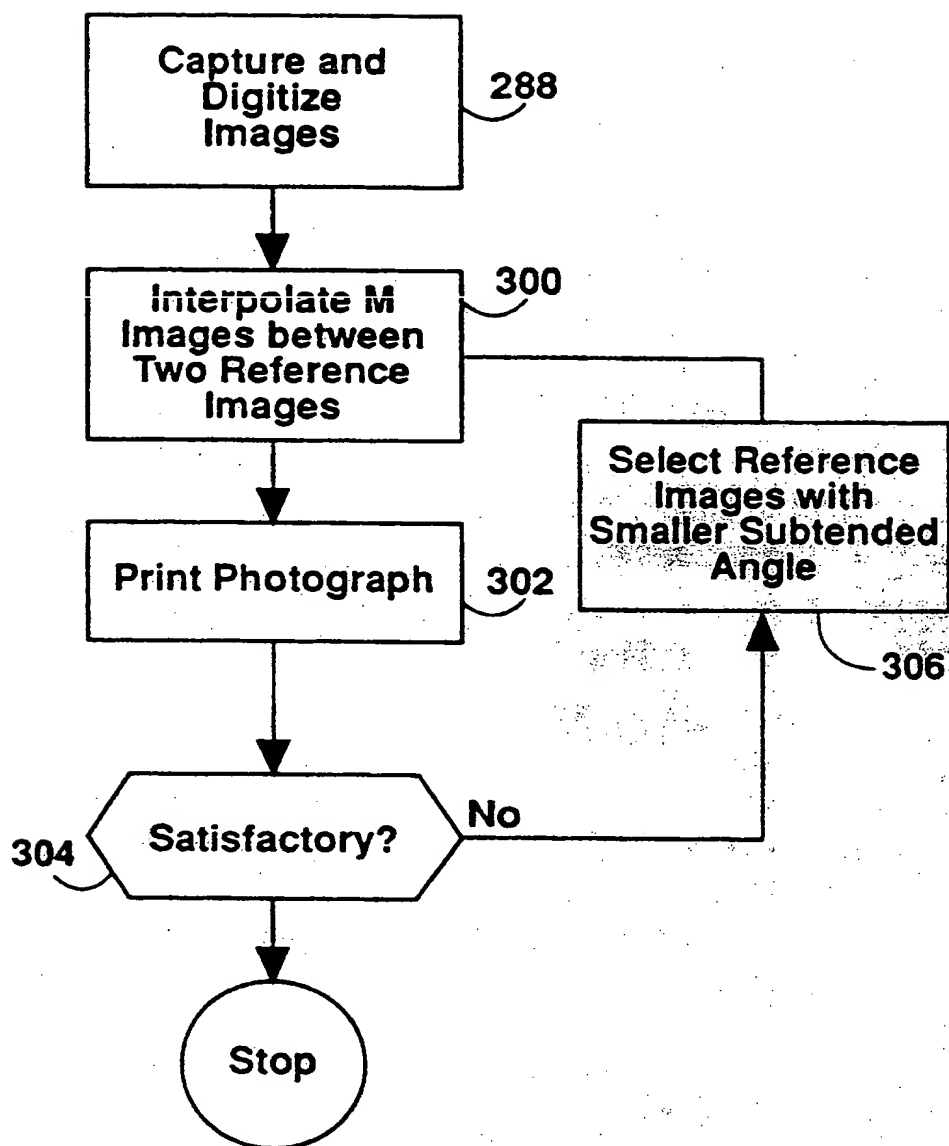 Capture and
Digitize
Images
288
Interpolate M
Images between
Two Reference
Images
300
Print Photograph
302
Select Reference
Images with
Smaller Subtended
Angle
306
Satisfactory?
304
No
Stop